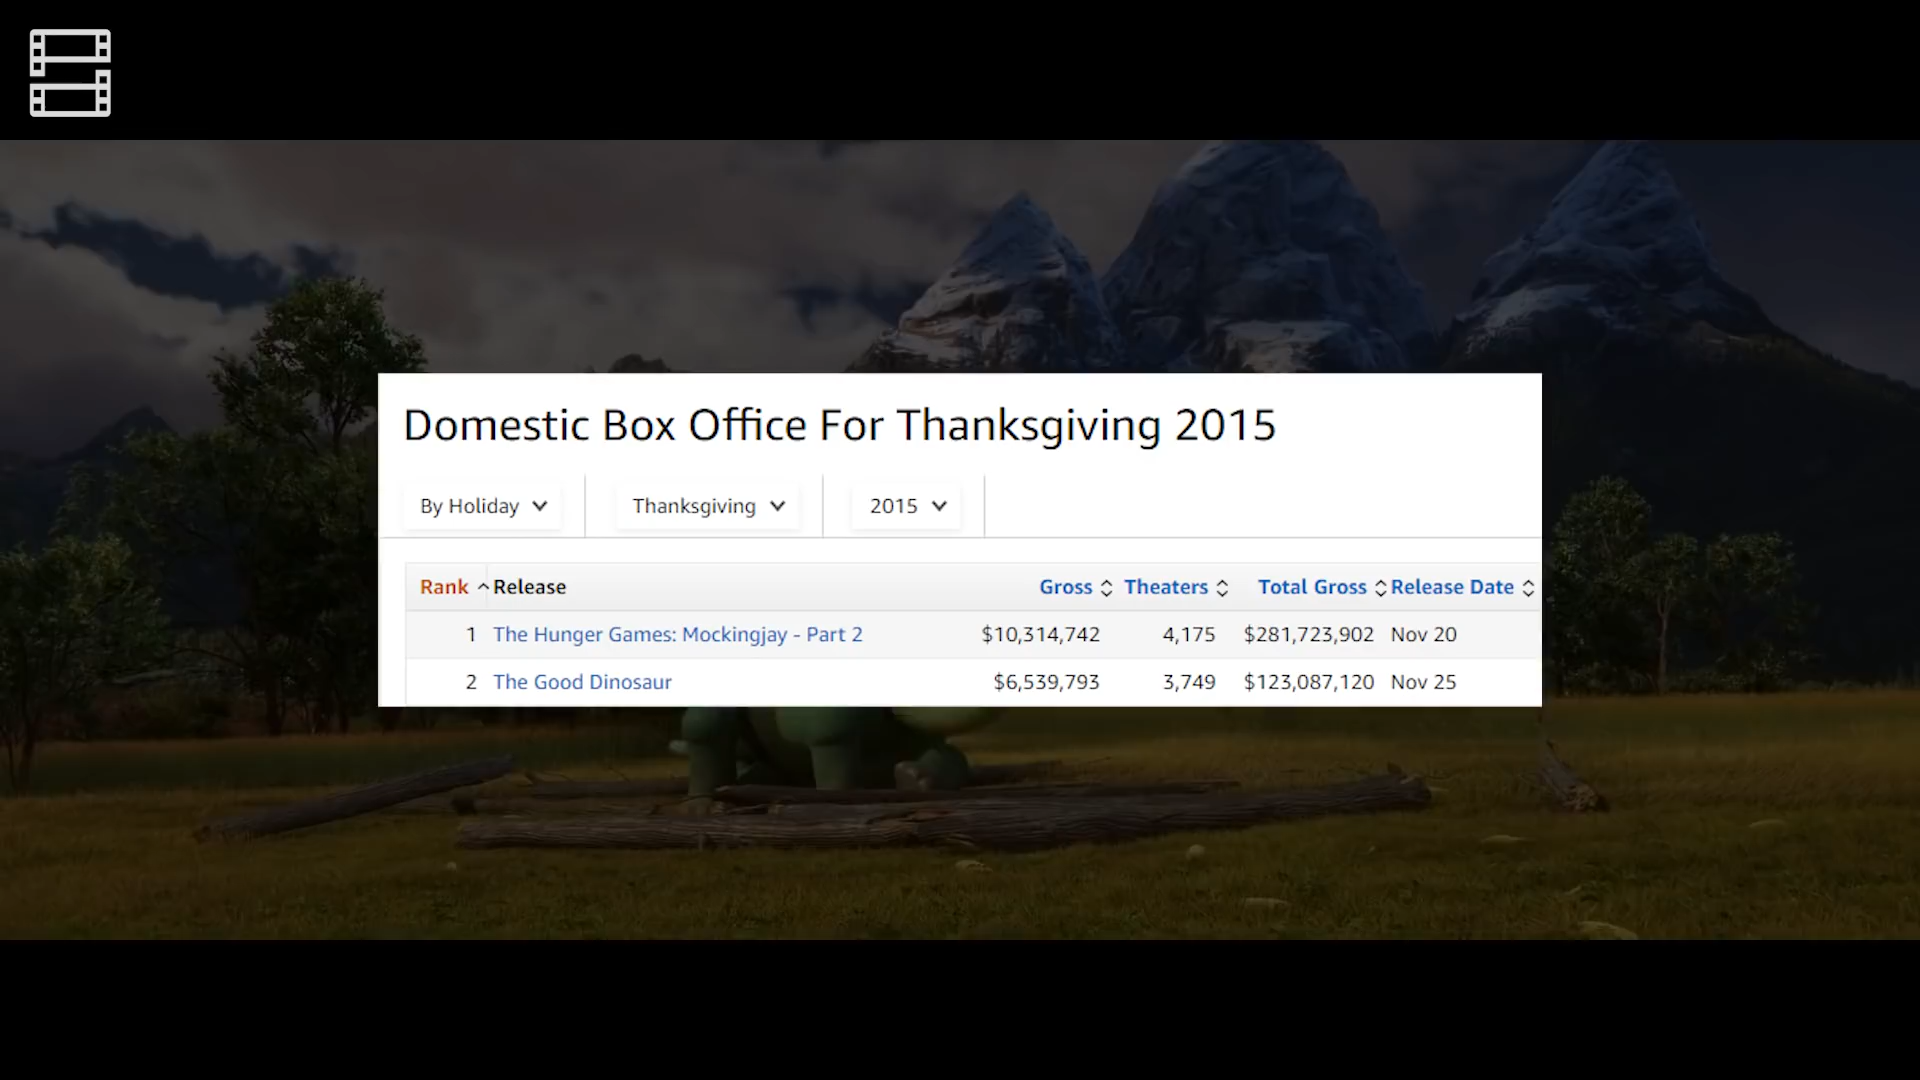 Domestic Box Office For Thanksgiving 2015
By Holiday Thanksgiving 2015
Rank Release Gross Theaters Total Gross Release Date
1 The Hunger Games: Mockingjay - Part 2 $10,314,742 4,175 $281,723,902 Nov 20
2 The Good Dinosaur $6,539,793 3,749 $123,087,120 Nov 25